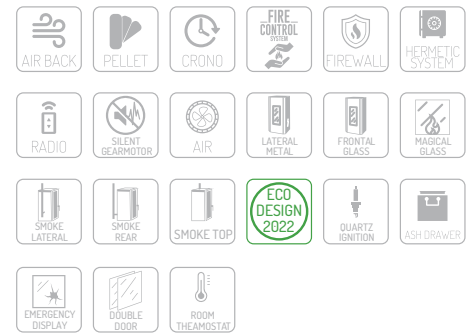 AIR BACK
PELLET
CRONO
FIRE
CONTROL
SYSTEM
FIREWALL
HERMETIC
SYSTEM
RADIO
SILENT
GEARMOTOR
AIR
LATERAL
METAL
FRONTAL
GLASS
MAGICAL
GLASS
SMOKE
LATERAL
SMOKE
REAR
SMOKE TOP
ECO
DESIGN
2022
QUARTZ
IGNITION
ASH DRAWER
EMERGENCY
DISPLAY
DOUBLE
DOOR
ROOM
THEAMOSTAT